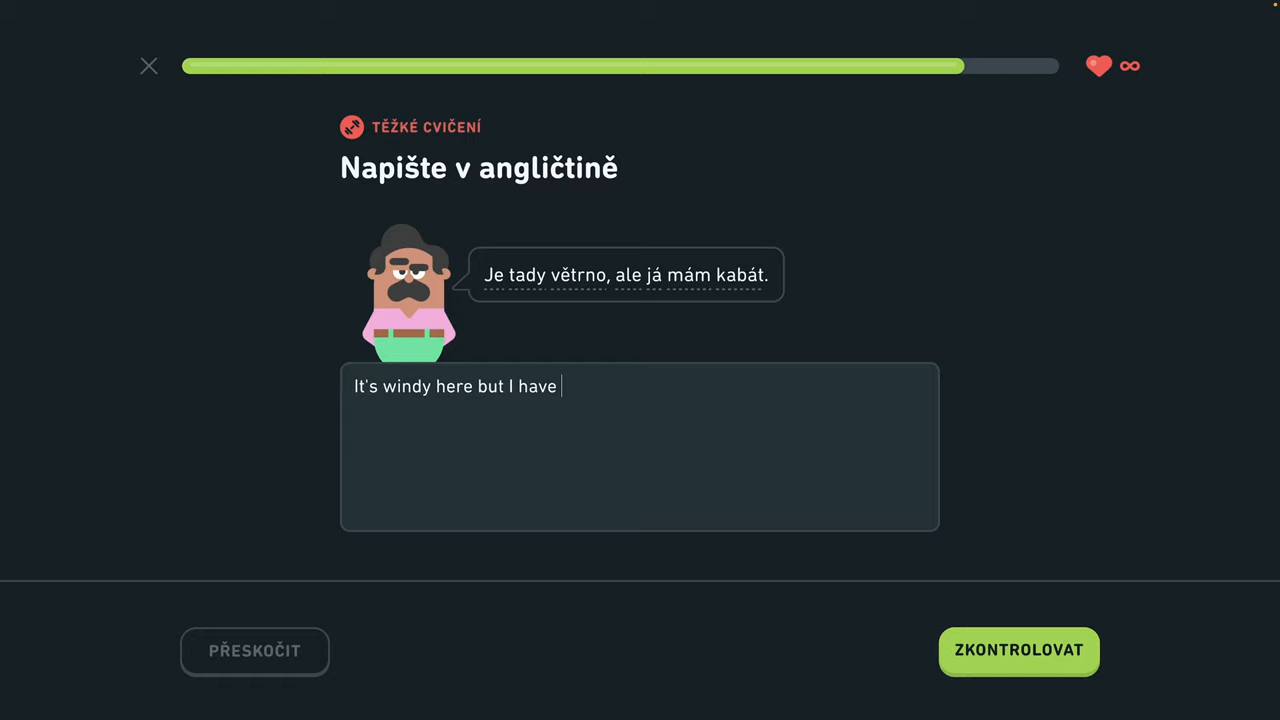 ∞
TĚŽKÉ CVIČENÍ
Napište v angličtině
Je tady větrno, ale já mám kabát.
It's windy here but I have
PŘESKOČIT
ZKONTROLOVAT